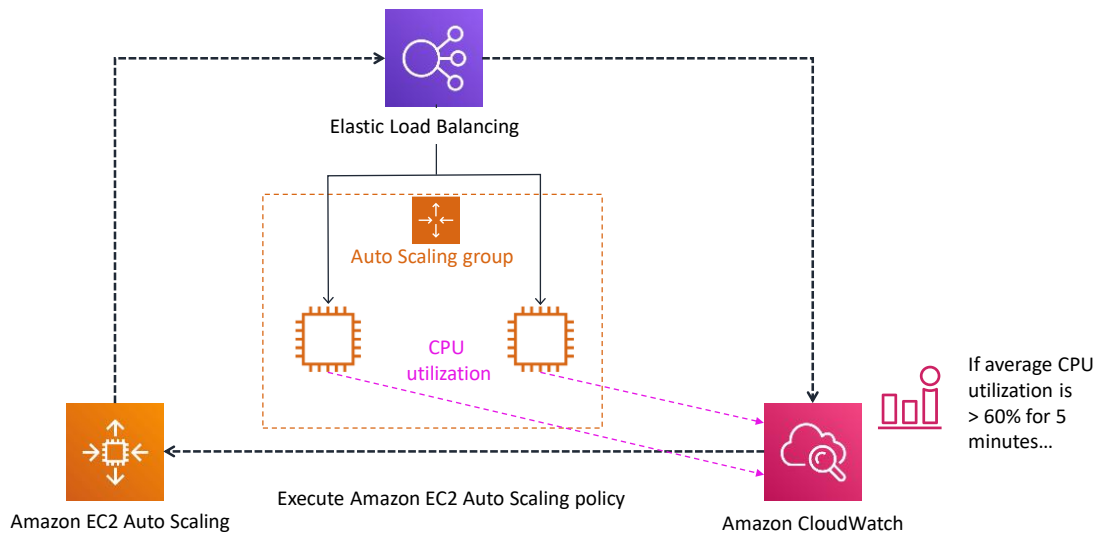 Elastic Load Balancing
Auto Scaling group
CPU
utilization
If average CPU
utilization is
> 60% for 5
minutes…
Execute Amazon EC2 Auto Scaling policy
Amazon EC2 Auto Scaling
Amazon CloudWatch